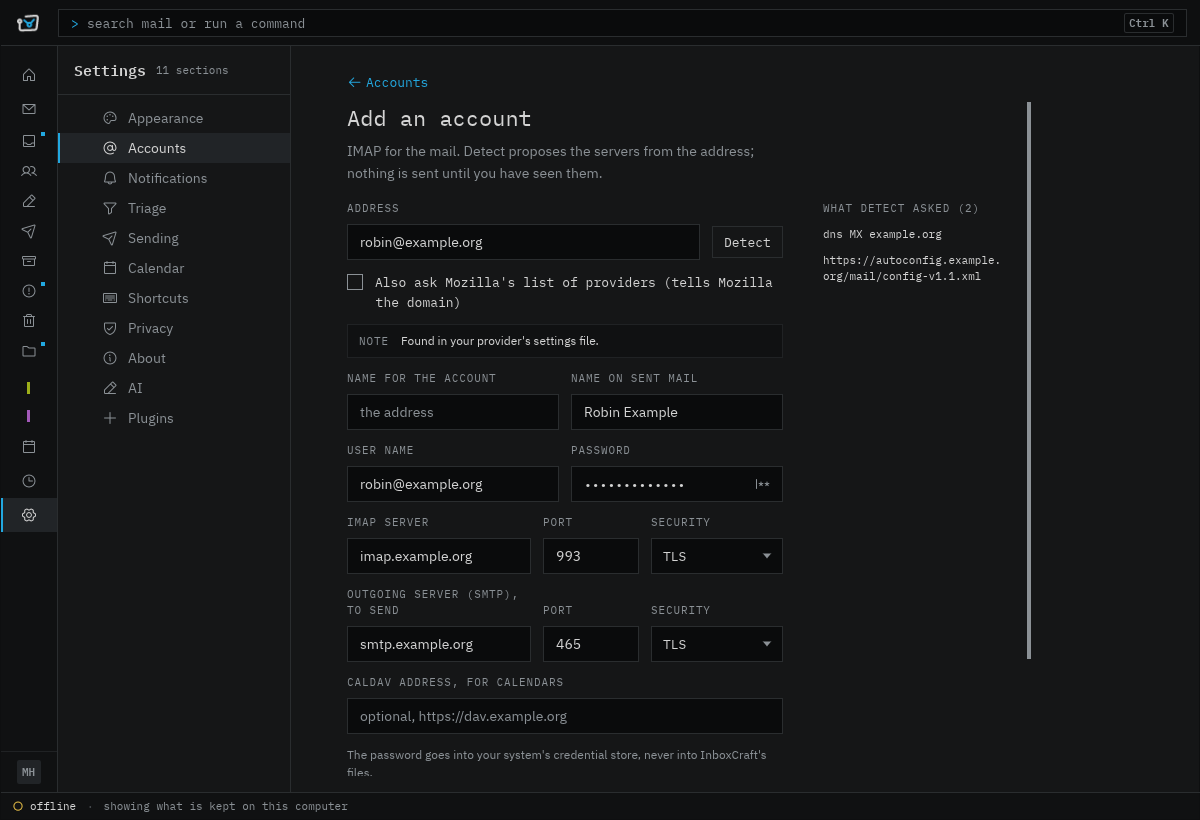 > search mail or run a command
Ctrl K
Settings 11 sections
Appearance
Accounts
Notifications
Triage
Sending
Calendar
Shortcuts
Privacy
About
AI
Plugins
← Accounts
Add an account
IMAP for the mail. Detect proposes the servers from the address;
nothing is sent until you have seen them.
ADDRESS
robin@example.org
Detect
Also ask Mozilla's list of providers (tells Mozilla
the domain)
NOTE Found in your provider's settings file.
NAME FOR THE ACCOUNT
NAME ON SENT MAIL
the address
Robin Example
USER NAME
PASSWORD
robin@example.org
•••••••••••••
IMAP SERVER
PORT
SECURITY
imap.example.org
993
TLS
OUTGOING SERVER (SMTP),
TO SEND
PORT
SECURITY
smtp.example.org
465
TLS
CALDAV ADDRESS, FOR CALENDARS
optional, https://dav.example.org
The password goes into your system's credential store, never into InboxCraft's
files.
WHAT DETECT ASKED (2)
dns MX example.org
https://autoconfig.example.
org/mail/config-v1.1.xml
MH
offline · showing what is kept on this computer